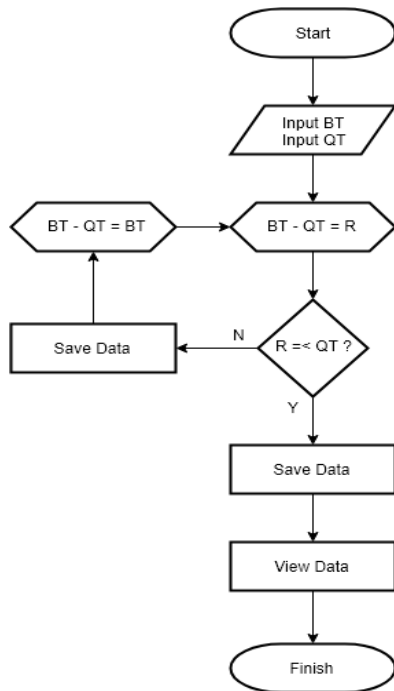 Start
Input BT
Input QT
BT - QT = BT
BT - QT = R
Save Data
N
R =< QT ?
Y
Save Data
View Data
Finish